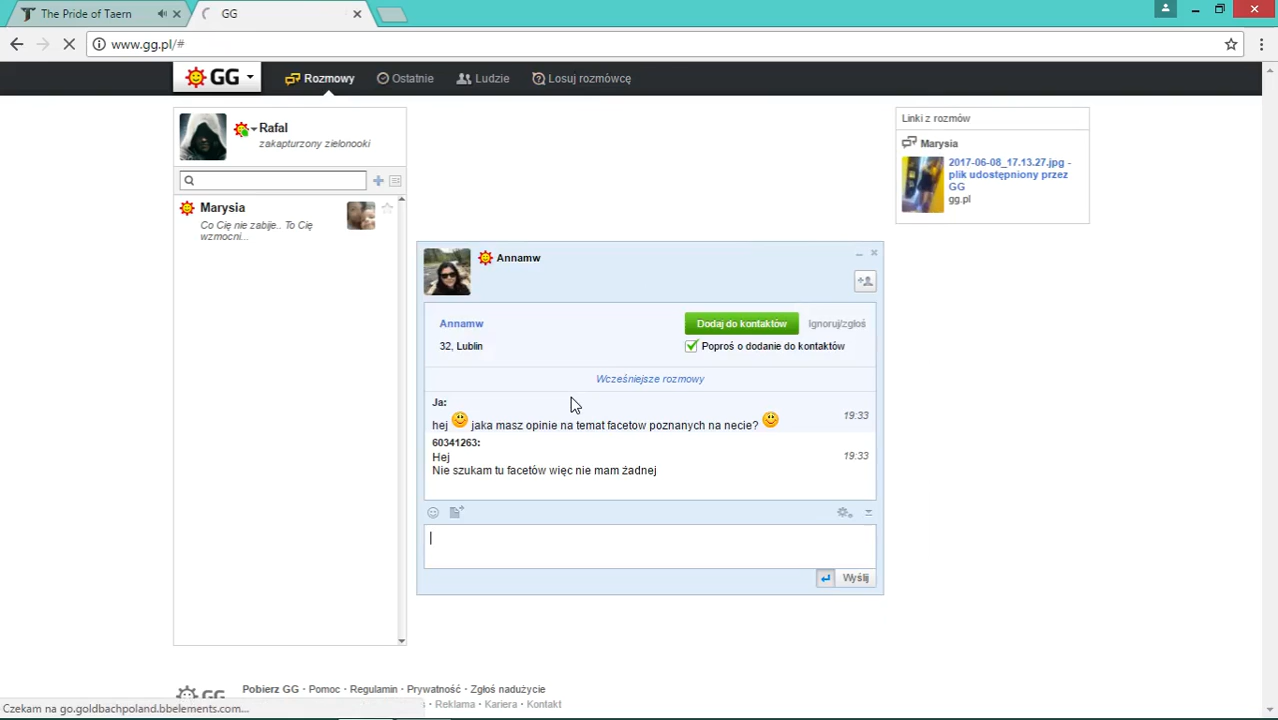 The Pride of Taern
GG
www.gg.pl/#
GG
Rozmowy
Ostatnie
Ludzie
Losuj rozmówcę
Rafal
zakapturzony zielonooki
Marysia
Co Cię nie zabije.. To Cię
wzmocni...
Annamw
Annamw
Dodaj do kontaktów
Ignoruj/zgłoś
32, Lublin
Poproś o dodanie do kontaktów
Wcześniejsze rozmowy
Ja:
hej jaka masz opinie na temat facetow poznanych na necie?
19:33
60341263:
Hej
19:33
Nie szukam tu facetów więc nie mam żadnej
Wyślij
Linki z rozmów
Marysia
2017-06-08_17.13.27.jpg -
plik udostępniony przez
GG
gg.pl
GG
Pobierz GG · Pomoc · Regulamin · Prywatność · Zgłoś nadużycie
· Reklama · Kariera · Kontakt
Czekam na go.goldbachpoland.bbelements.com...